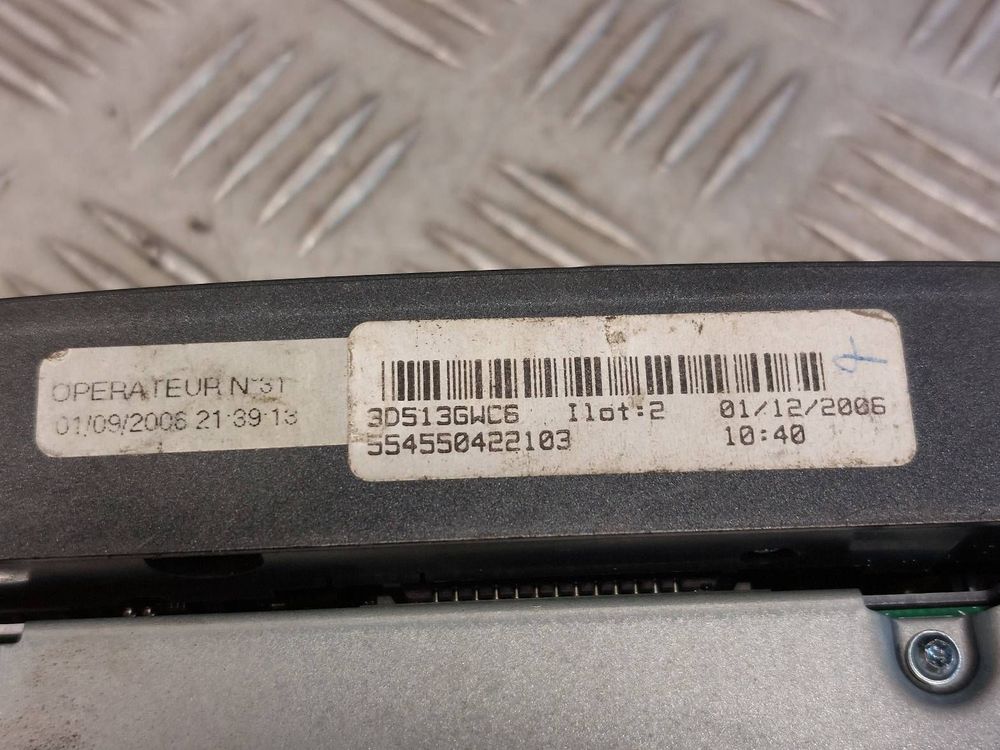 OPERATEUR N°31
01/09/2006 21:39:13
3D513GWC6 Ilot:2 01/12/2006
554550422103 10:40